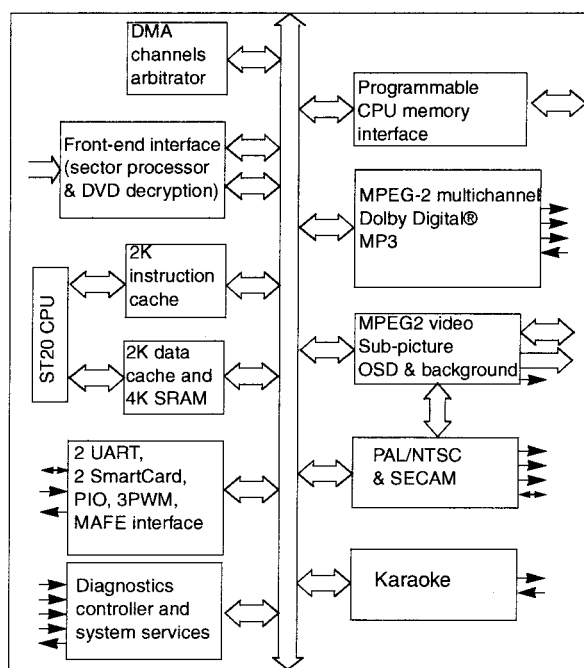 DMA
channels
arbitrator
Front-end interface
(sector processor
& DVD decryption)
2K
instruction
cache
ST20 CPU
2K data
cache and
4K SRAM
2 UART,
2 SmartCard,
PIO, 3PWM,
MAFE interface
Diagnostics
controller and
system services
Programmable
CPU memory
interface
MPEG-2 multichannel
Dolby Digital®
MP3
MPEG2 video
Sub-picture
OSD & background
PAL/NTSC
& SECAM
Karaoke